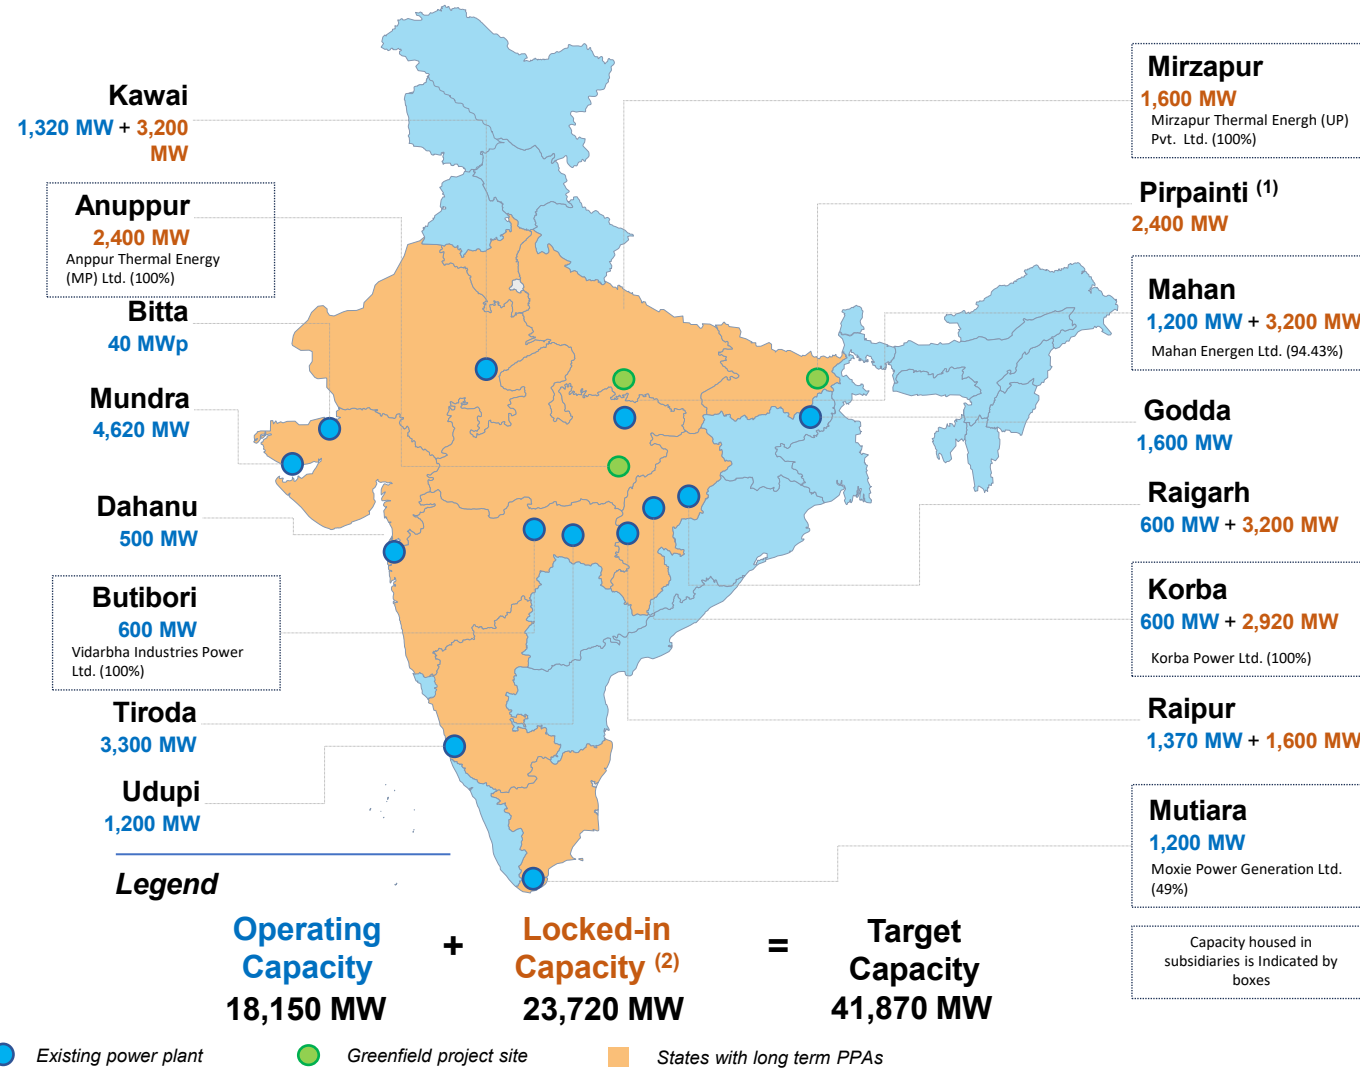 Kawai
1,320 MW + 3,200
MW
Anuppur
2,400 MW
Anppur Thermal Energy
(MP) Ltd. (100%)
Bitta
40 MWp
Mundra
4,620 MW
Dahanu
500 MW
Butibori
600 MW
Vidarbha Industries Power
Ltd. (100%)
Tiroda
3,300 MW
Udupi
1,200 MW
Mirzapur
1,600 MW
Mirzapur Thermal Energh (UP)
Pvt. Ltd. (100%)
Pirpainti (1)
2,400 MW
Mahan
1,200 MW + 3,200 MW
Mahan Energen Ltd. (94.43%)
Godda
1,600 MW
Raigarh
600 MW + 3,200 MW
Korba
600 MW + 2,920 MW
Korba Power Ltd. (100%)
Raipur
1,370 MW + 1,600 MW
Mutiara
1,200 MW
Moxie Power Generation Ltd.
(49%)
Capacity housed in
subsidiaries is Indicated by
boxes
Legend
Operating
Capacity
18,150 MW
+
Locked-in
Capacity (2)
23,720 MW
=
Target
Capacity
41,870 MW
Existing power plant
Greenfield project site
States with long term PPAs